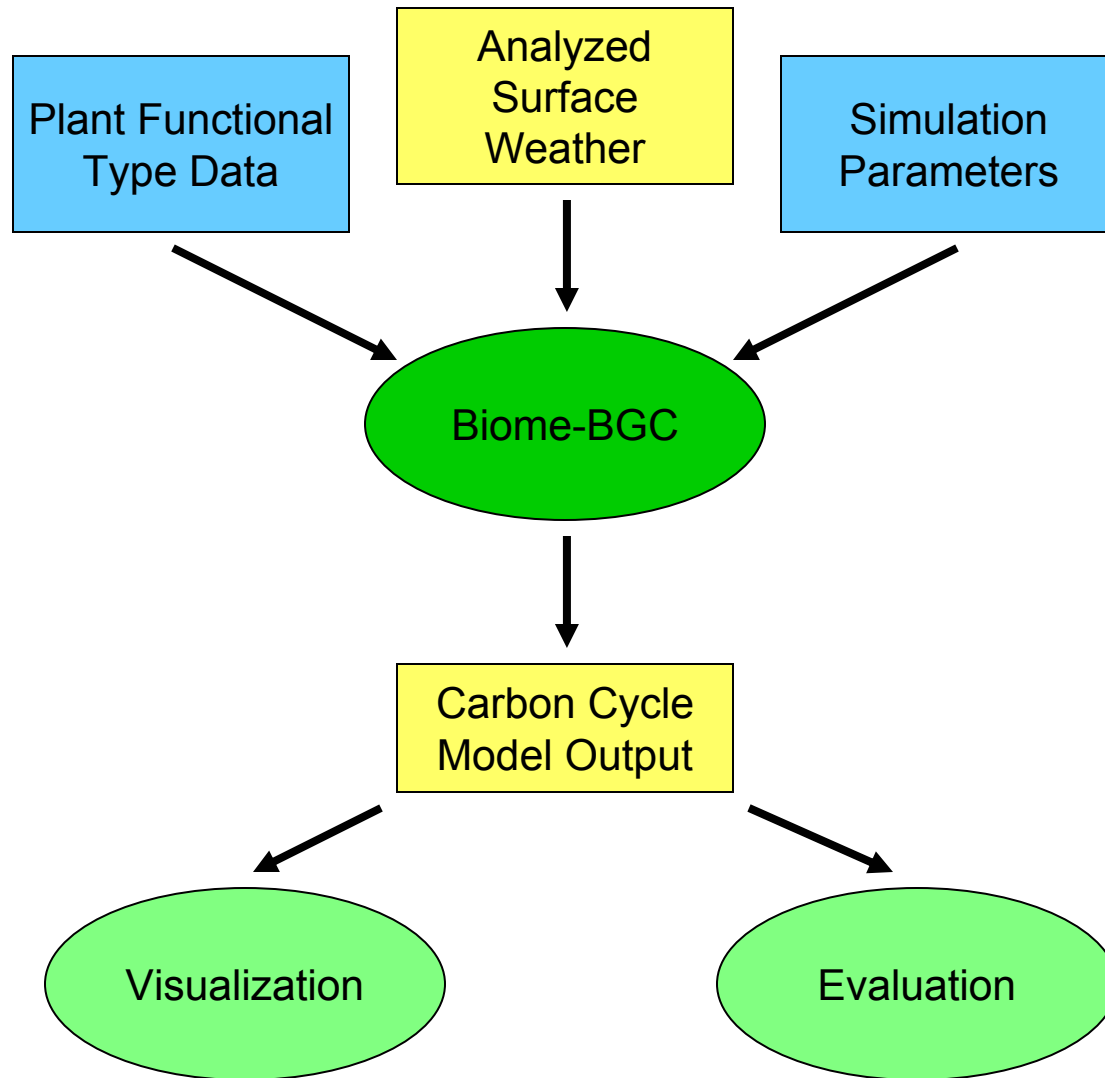 Plant Functional
Type Data
Analyzed
Surface
Weather
Simulation
Parameters
Biome-BGC
Carbon Cycle
Model Output
Visualization
Evaluation